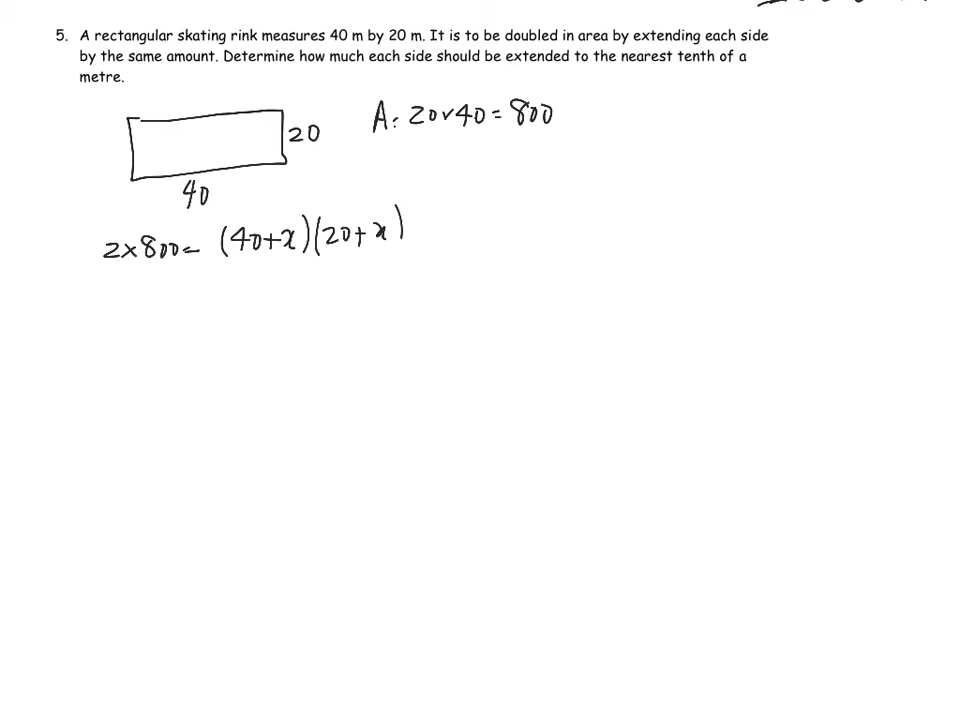 5. A rectangular skating rink measures 40 m by 20 m. It is to be doubled in area by extending each side
by the same amount. Determine how much each side should be extended to the nearest tenth of a
metre.
A: 20×40=800
20
40
2×800= (40+x)(20+x)